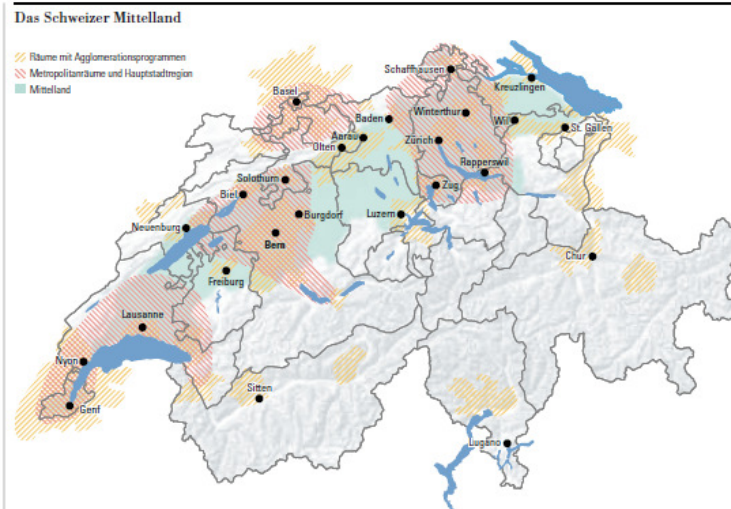 Das Schweizer Mittelland
Räume mit Agglomerationsprogrammen
Metropolitanräume und Hauptstadtregion
Mittelland
Schaffhausen
Kreuzlingen
Basel
Winterthur
Baden
Wil
St. Gallen
Aarau
Zürich
Olten
Rapperswil
Solothurn
Zug
Biel
Burgdorf
Luzern
Neuenburg
Bern
Chur
Freiburg
Lausanne
Nyon
Sitten
Genf
Lugano